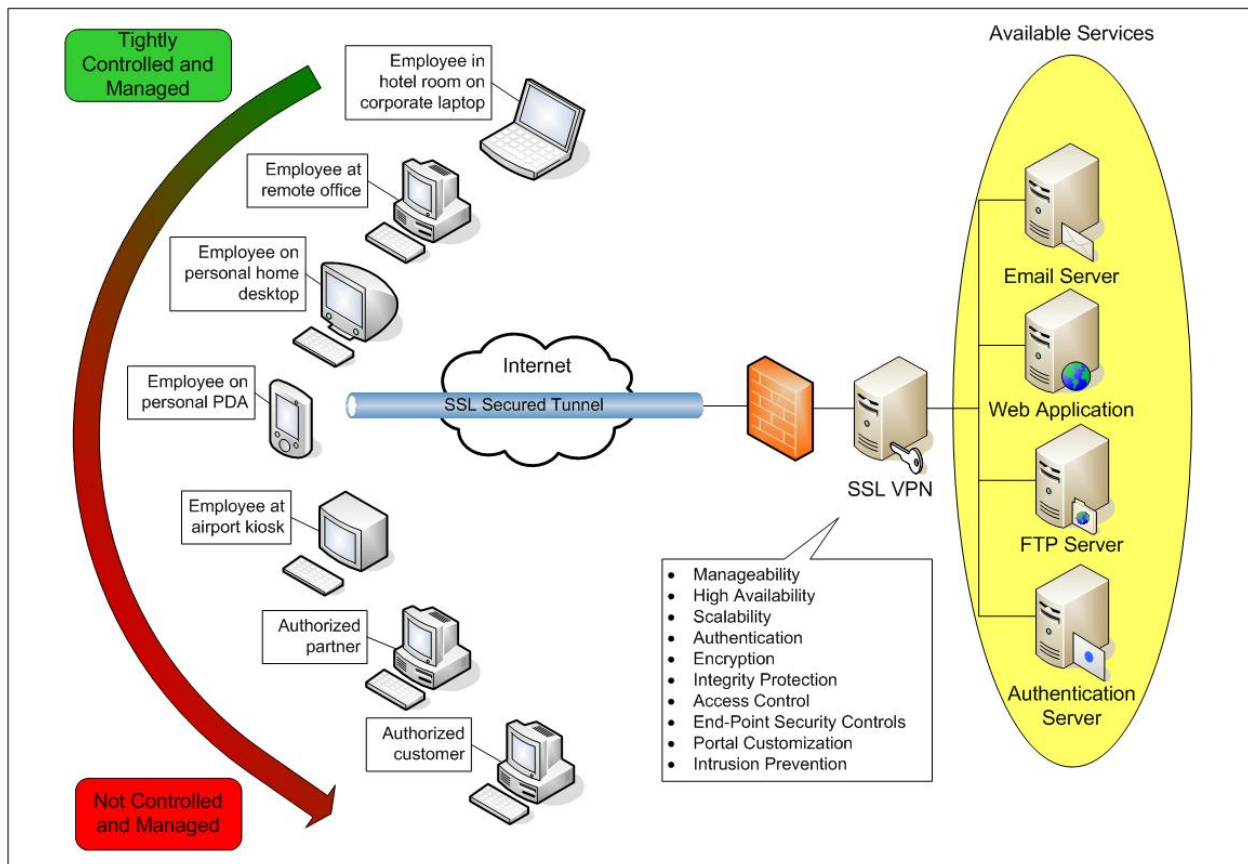 Tightly
Controlled and
Managed
Employee in
hotel room on
corporate laptop
Employee at
remote office
Employee on
personal home
desktop
Employee on
personal PDA
Employee at
airport kiosk
Authorized
partner
Authorized
customer
Not Controlled
and Managed
Internet
SSL Secured Tunnel
SSL VPN
• Manageability
• High Availability
• Scalability
• Authentication
• Encryption
• Integrity Protection
• Access Control
• End-Point Security Controls
• Portal Customization
• Intrusion Prevention
Available Services
Email Server
Web Application
FTP Server
Authentication
Server